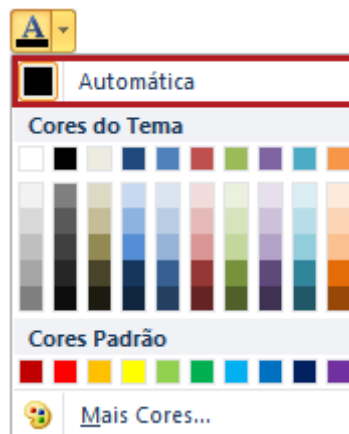 A
Automática
Cores do Tema
Cores Padrão
Mais Cores...